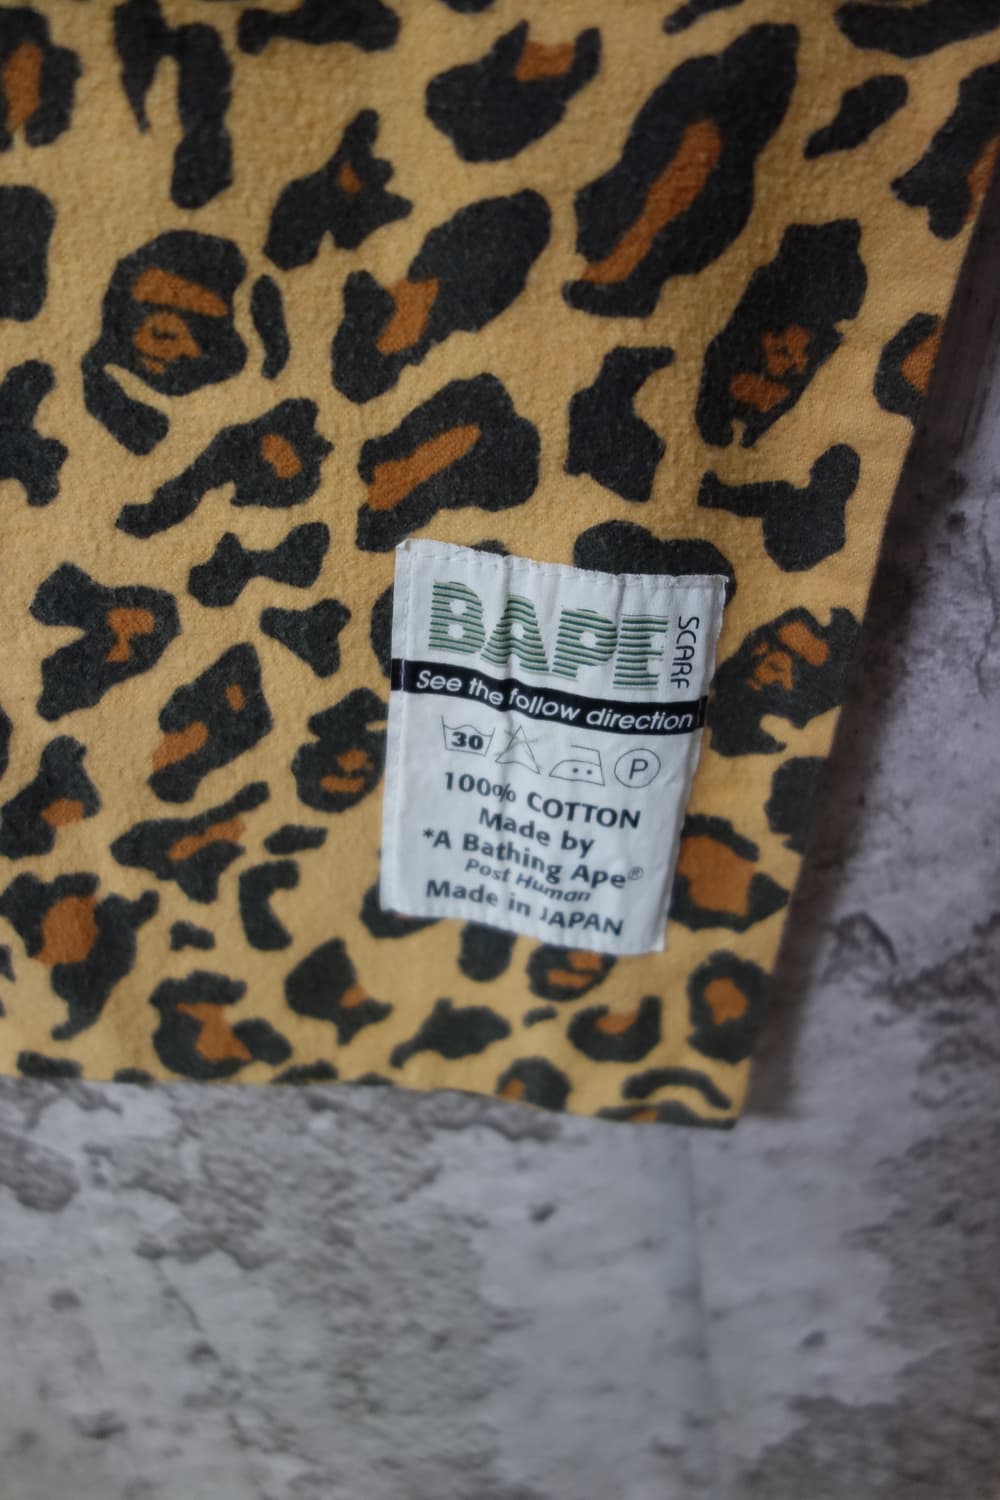 BAPE SCARF
See the follow direction
30 P
100% COTTON
Made by
*A Bathing Ape®
Post Human
Made in JAPAN